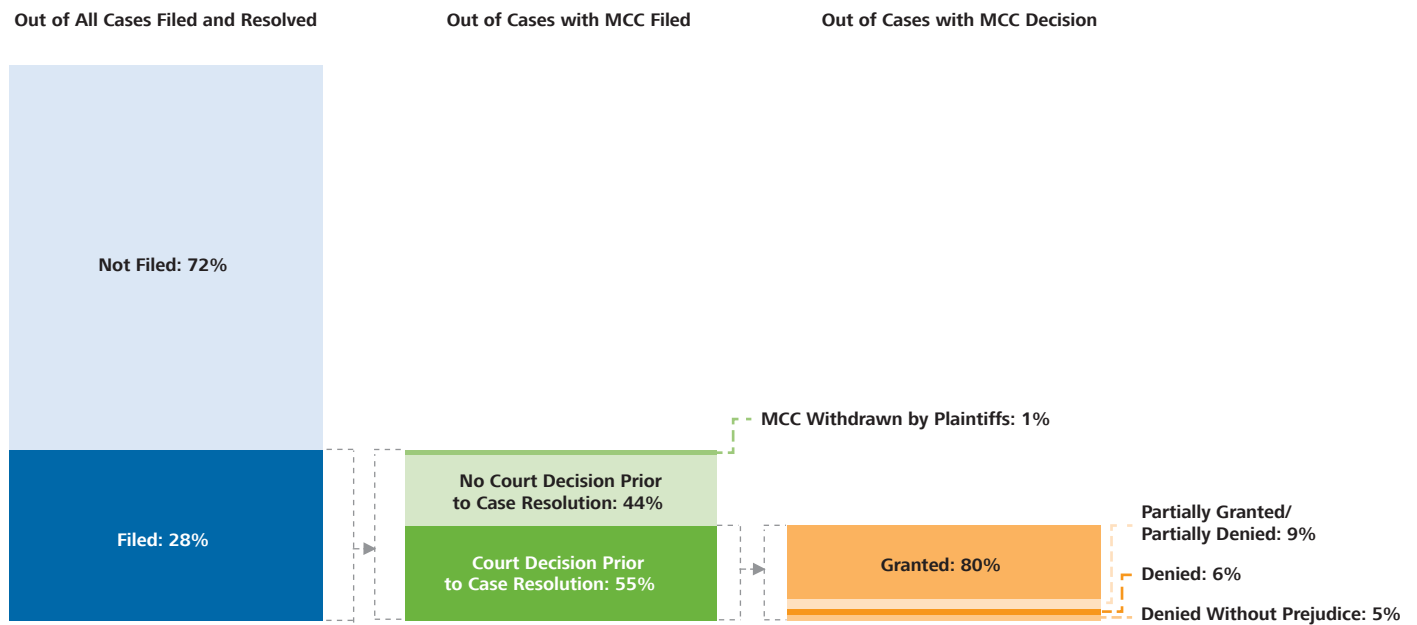 Out of All Cases Filed and Resolved
Out of Cases with MCC Filed
Out of Cases with MCC Decision
Not Filed: 72%
Filed: 28%
MCC Withdrawn by Plaintiffs: 1%
No Court Decision Prior
to Case Resolution: 44%
Court Decision Prior
to Case Resolution: 55%
Granted: 80%
Partially Granted/
Partially Denied: 9%
Denied: 6%
Denied Without Prejudice: 5%